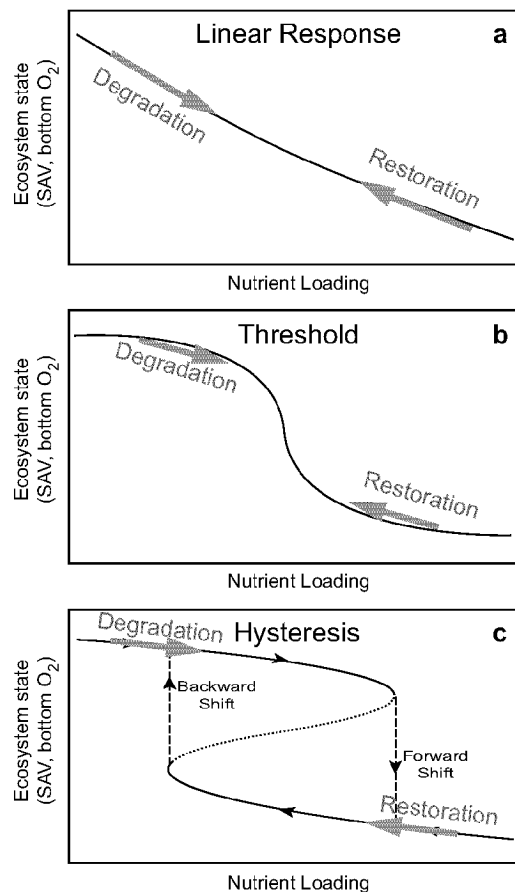 Linear Response
a
Degradation
Restoration
Ecosystem state
(SAV, bottom O₂)
Nutrient Loading
Threshold
b
Degradation
Restoration
Ecosystem state
(SAV, bottom O₂)
Nutrient Loading
Degradation
Hysteresis
c
Backward
Shift
Forward
Shift
Restoration
Ecosystem state
(SAV, bottom O₂)
Nutrient Loading